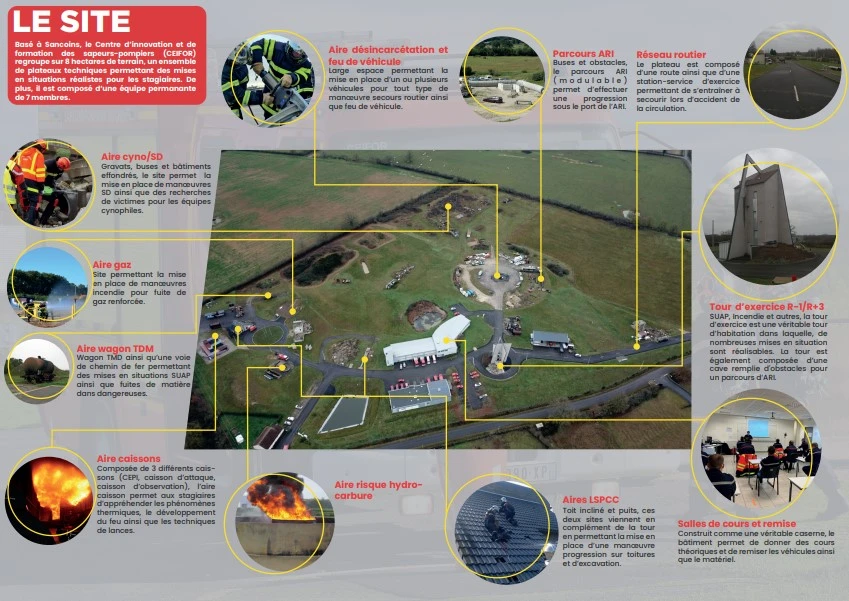 LE SITE
Basé à Sancoins, le Centre d'innovation et de
formation des sapeurs-pompiers (CEIFOR)
regroupe sur 8 hectares de terrain, un ensemble
de plateaux techniques permettant des mises
en situations réalistes pour les stagiaires. De
plus, il est composé d'une équipe permanante
de 7 membres.
Aire désincarcétation et
feu de véhicule
Large espace permettant la
mise en place d'un ou plusieurs
véhicules pour tout type de
manœuvre secours routier ainsi
que feu de véhicule.
Parcours ARI
Buses et obstacles,
le parcours ARI
(modulable)
permet d'effectuer
une progression
sous le port de l'ARI.
Réseau routier
Le plateau est composé
d'une route ainsi que d'une
station-service d'exercice
permettant de s'entraîner à
secourir lors d'accident de
la circulation.
Aire cyno/SD
Gravats, buses et bâtiments
effondrés, le site permet la
mise en place de manœuvres
SD ainsi que des recherches
de victimes pour les équipes
cynophiles.
Aire gaz
Site permettant la mise
en place de manœuvres
incendie pour fuite de
gaz renforcée.
Aire wagon TDM
Wagon TMD ainsi qu'une voie
de chemin de fer permettant
des mises en situations SUAP
ainsi que fuites de matière
dans dangereuses.
Tour d'exercice R-1/R+3
SUAP, incendie et autres, la tour
d'exercice est une véritable tour
d'habitation dans laquelle, de
nombreuses mises en situation
sont réalisables. La tour est
également composée d'une
cave remplie d'obstacles pour
un parcours d'ARI.
Aire caissons
Composée de 3 différents cais-
sons (CEPI, caisson d'attaque,
caisson d'observation), l'aire
caisson permet aux stagiaires
d'appréhender les phénomènes
thermiques, le développement
du feu ainsi que les techniques
de lances.
Aire risque hydro-
carbure
Aires LSPCC
Toit incliné et puits, ces
deux sites viennent en
complément de la tour
en permettant la mise en
place d'une manœuvre
progression sur toitures
et d'excavation.
Salles de cours et remise
Construit comme une véritable caserne, le
bâtiment permet de donner des cours
théoriques et de remiser les véhicules ainsi
que le matériel.